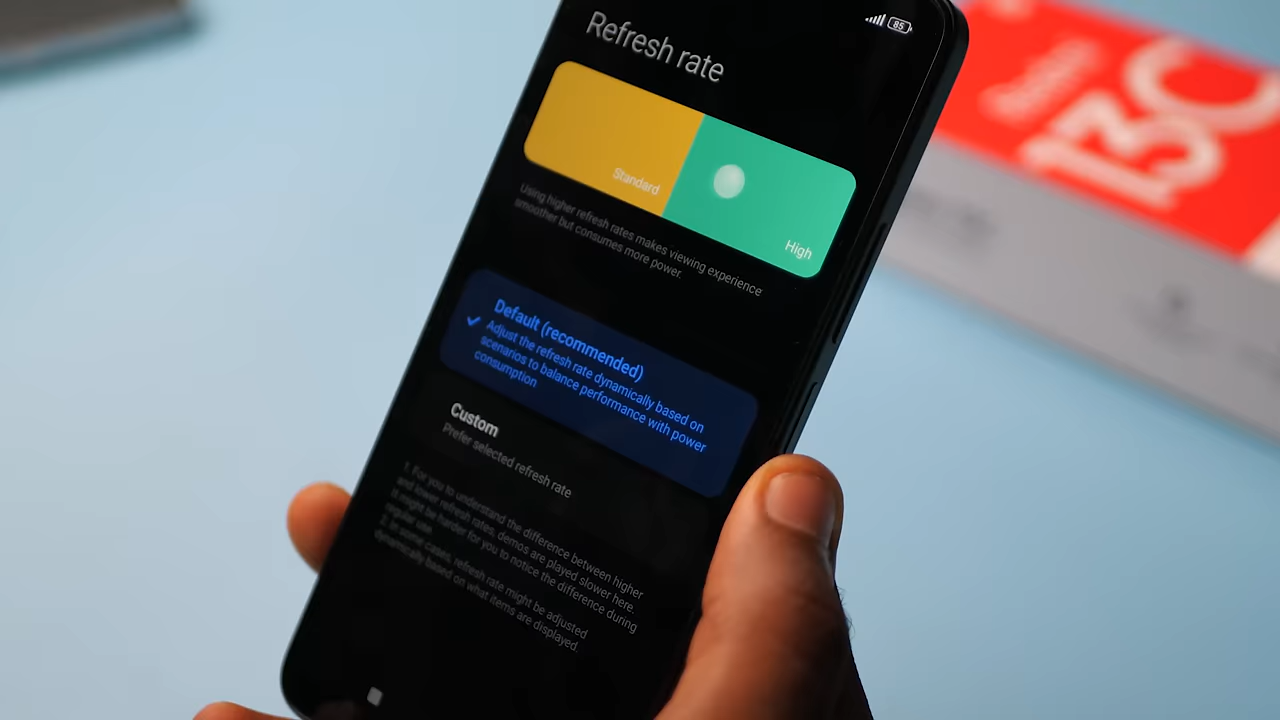 85
Refresh rate
Standard
High
Using higher refresh rates makes viewing experience
smoother but consumes more power.
Default (recommended)
Adjust the refresh rate dynamically based on
scenarios to balance performance with power
consumption
Custom
Prefer selected refresh rate
1. For you to understand the difference between higher
and lower refresh rates, demos are played slower here.
It might be harder for you to notice the difference during
regular use.
2. In some cases, refresh rate might be adjusted
dynamically based on what items are displayed.
Redmi
13C